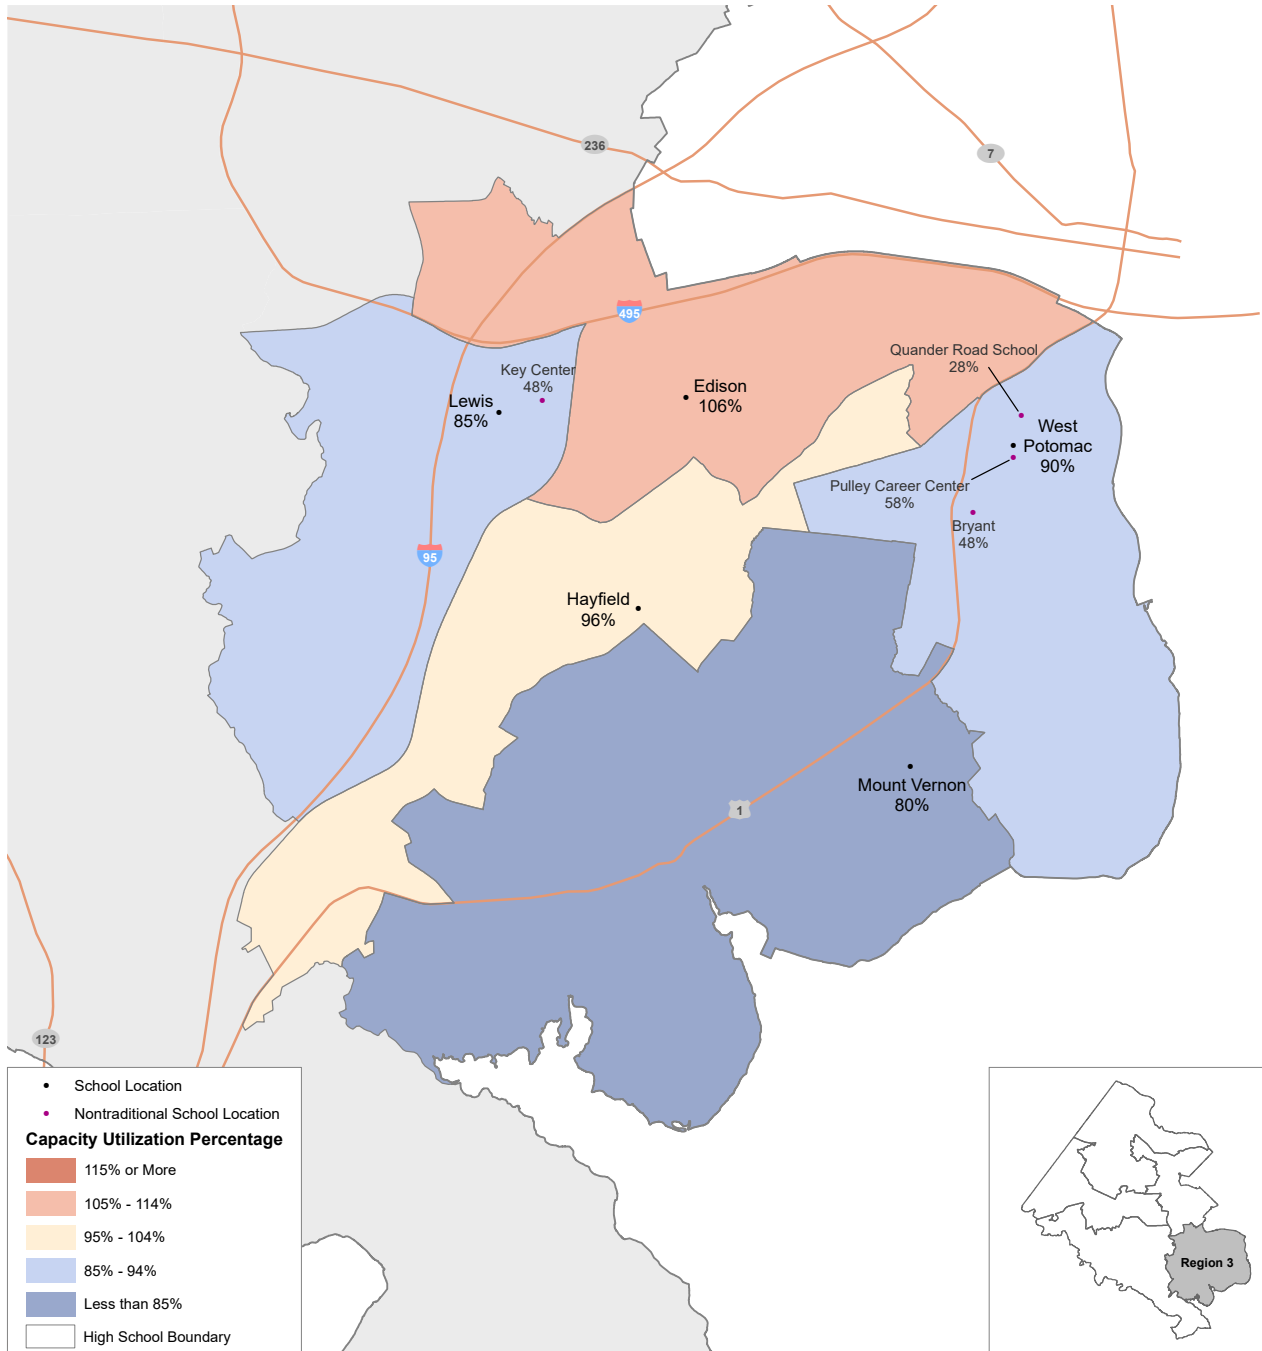 236
7
495
Quander Road School
28%
Key Center
48%
Edison
106%
Lewis
85%
West
Potomac
90%
Pulley Career Center
58%
Bryant
48%
95
Hayfield
96%
Mount Vernon
80%
1
123
School Location
Nontraditional School Location
Capacity Utilization Percentage
115% or More
105% - 114%
95% - 104%
85% - 94%
Less than 85%
High School Boundary
Region 3